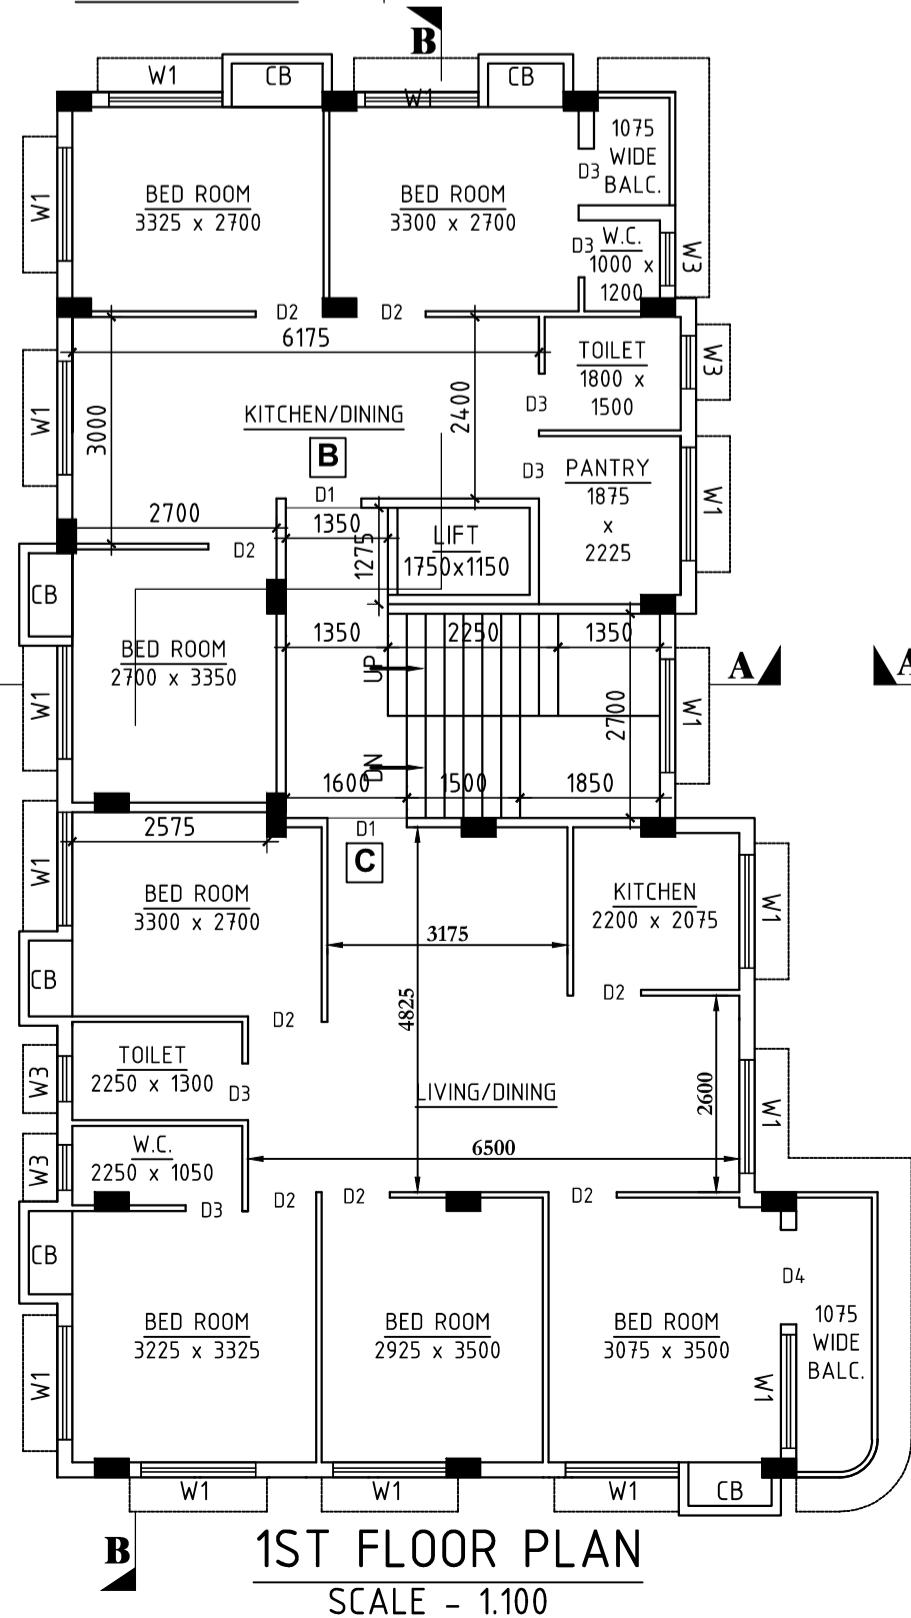 B
W1
CB
W1
CB
1075
WIDE
BALC.
D3
W1
BED ROOM
3325 x 2700
BED ROOM
3300 x 2700
D3
W.C.
1000 x
1200
W3
D2
D2
6175
TOILET
1800 x
1500
W3
W1
3000
2400
KITCHEN/DINING
B
D3
D3
PANTRY
1875
x
2225
W1
D1
2700
1350
1275
LIFT
1750x1150
D2
CB
BED ROOM
2700 x 3350
1350
2250
1350
UP
A
A
W1
2700
W1
DN
1600
1500
1850
2575
D1
C
W1
BED ROOM
3300 x 2700
KITCHEN
2200 x 2075
W1
3175
CB
4825
D2
D2
TOILET
2250 x 1300
W3
D3
LIVING/DINING
2600
W1
W.C.
2250 x 1050
W3
6500
D3
D2
D2
D2
CB
D4
BED ROOM
3225 x 3325
BED ROOM
2925 x 3500
BED ROOM
3075 x 3500
1075
WIDE
BALC.
W1
W1
W1
W1
W1
CB
B
1ST FLOOR PLAN
SCALE - 1.100